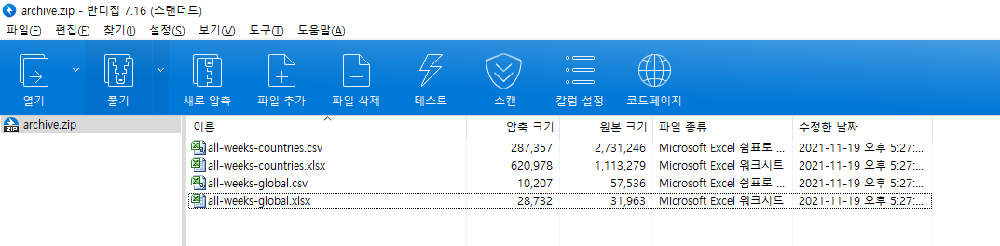 archive.zip - 반디집 7.16 (스탠더드)
파일(F) 편집(E) 찾기(I) 설정(S) 보기(V) 도구(T) 도움말(A)
열기 풀기 새로 압축 파일 추가 파일 삭제 테스트 스캔 칼럼 설정 코드페이지
archive.zip
이름 압축 크기 원본 크기 파일 종류 수정한 날짜
all-weeks-countries.csv 287,357 2,731,246 Microsoft Excel 쉼표로 ... 2021-11-19 오후 5:27:...
all-weeks-countries.xlsx 620,978 1,113,279 Microsoft Excel 워크시트 2021-11-19 오후 5:27:...
all-weeks-global.csv 10,207 57,536 Microsoft Excel 쉼표로 ... 2021-11-19 오후 5:27:...
all-weeks-global.xlsx 28,732 31,963 Microsoft Excel 워크시트 2021-11-19 오후 5:27:...